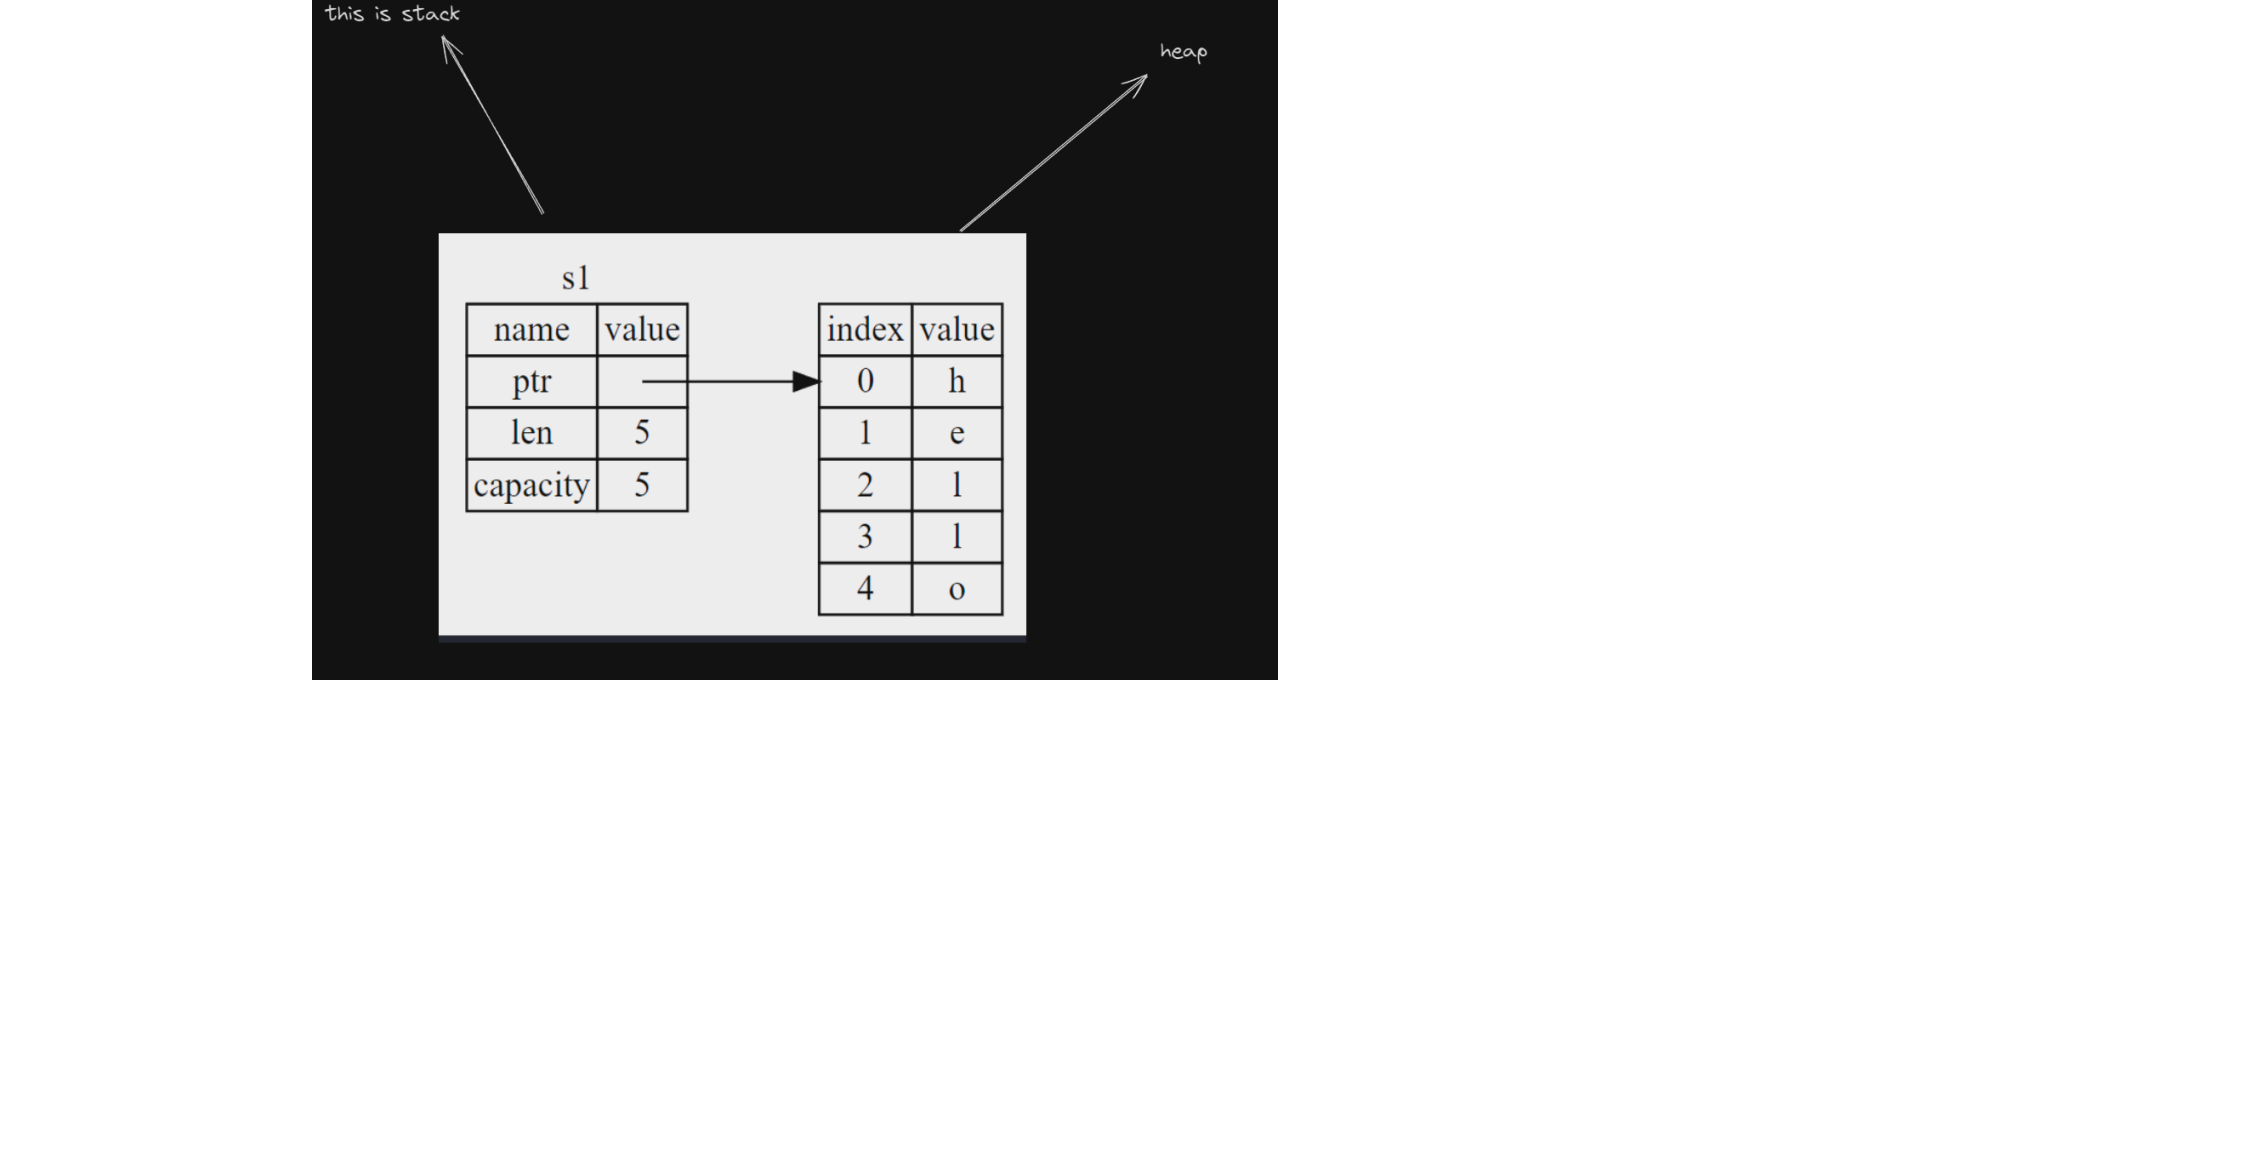 this is stack
heap
s1
name value
ptr
len 5
capacity 5
index value
0 h
1 e
2 l
3 l
4 o